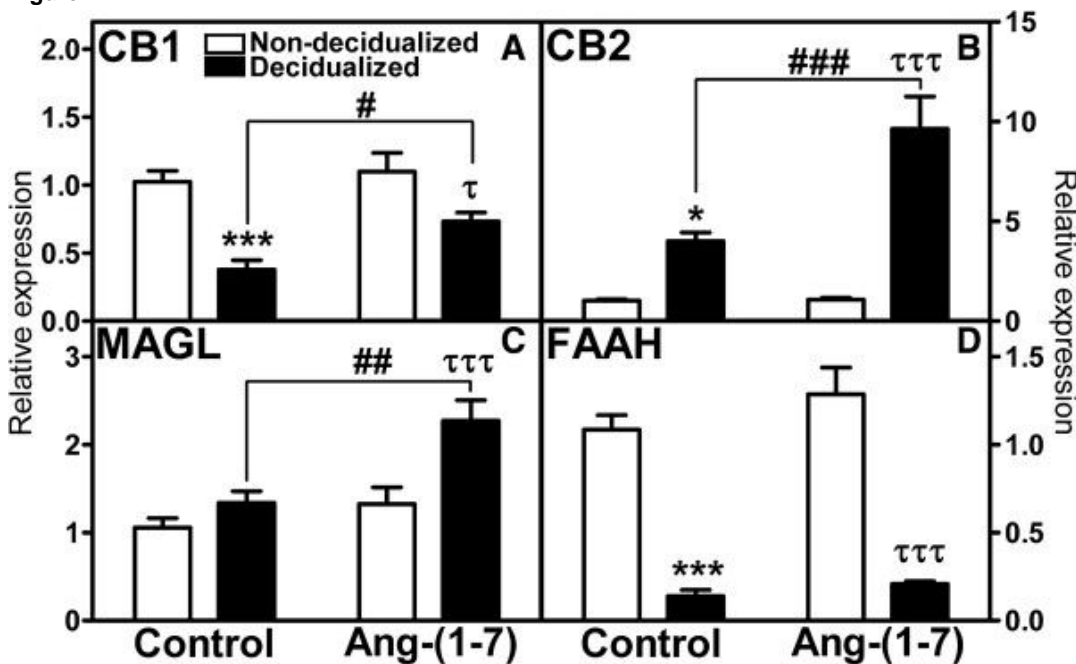 CB1
Non-decidualized
Decidualized
A
2.0
1.5
1.0
0.5
0.0
#
***
τ
CB2
B
15
10
5
0
###
*
τττ
MAGL
C
3
2
1
0
##
τττ
FAAH
D
1.5
1.0
0.5
0.0
***
τττ
Relative expression
Relative expression
Control
Ang-(1-7)
Control
Ang-(1-7)